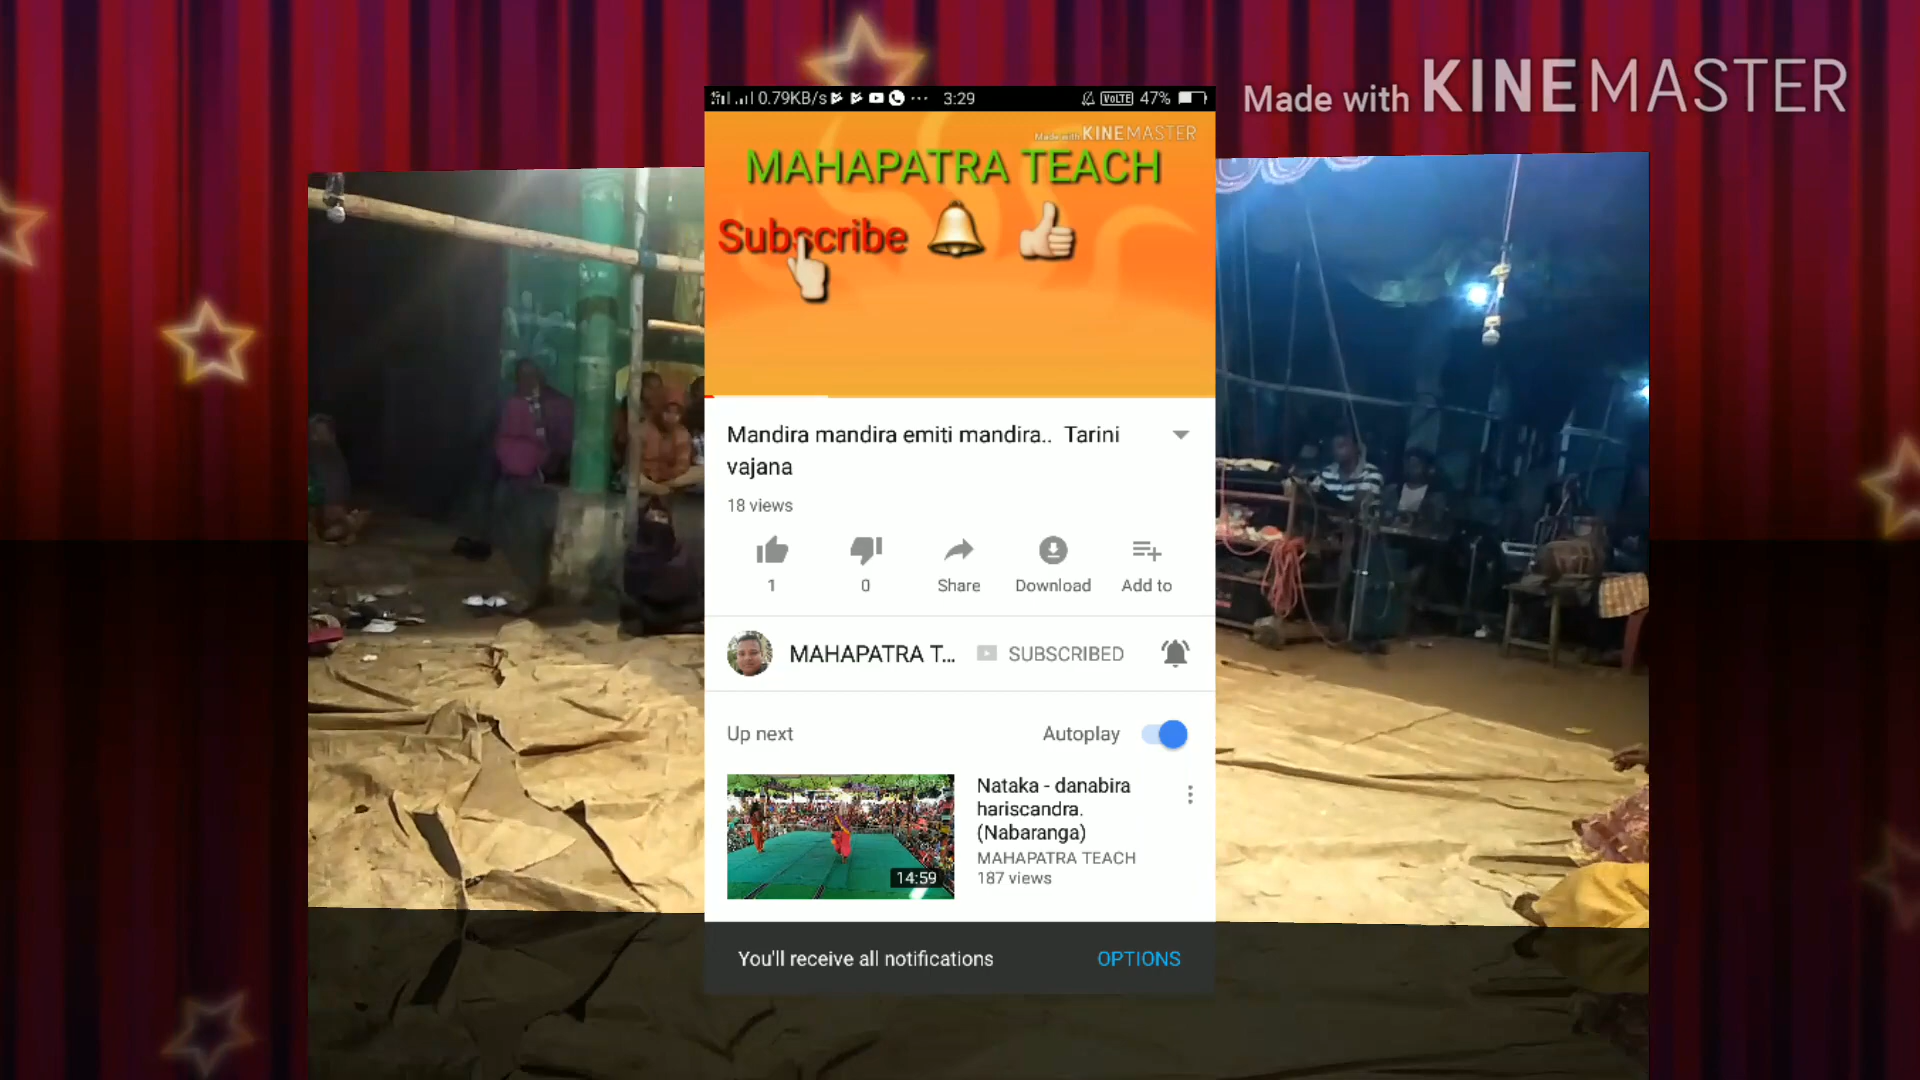 Made with KINEMASTER
0.79KB/s ··· 3:29 VoLTE 47%
Made with KINEMASTER
MAHAPATRA TEACH
Subscribe
Mandira mandira emiti mandira.. Tarini
vajana
18 views
1 0 Share Download Add to
MAHAPATRA T... SUBSCRIBED
Up next Autoplay
Nataka - danabira
hariscandra.
(Nabaranga)
MAHAPATRA TEACH
187 views
14:59
You'll receive all notifications OPTIONS